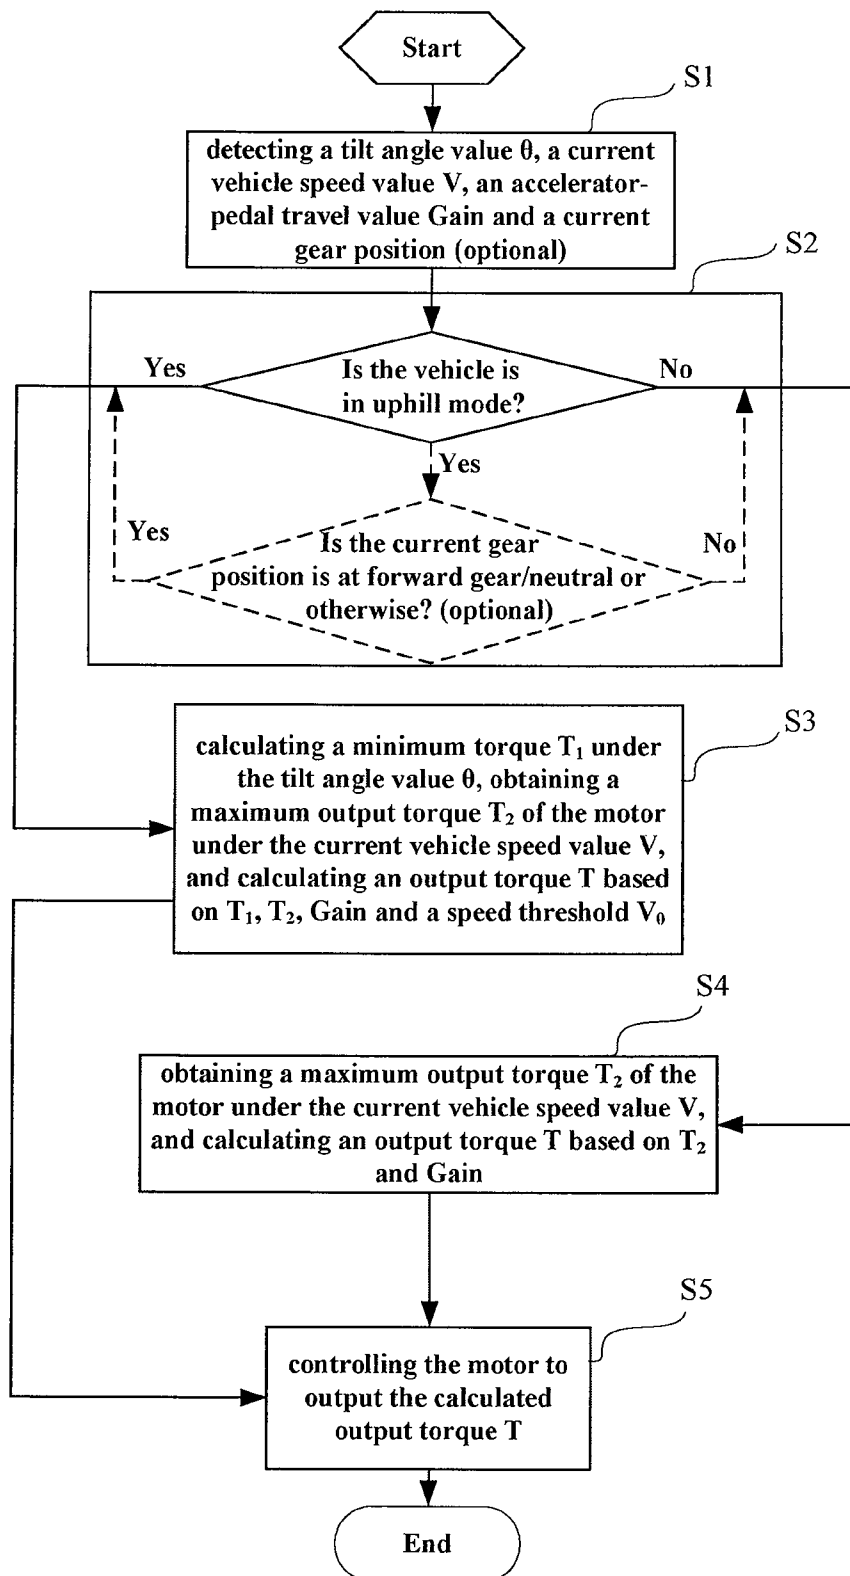 Start
S1
detecting a tilt angle value θ, a current
vehicle speed value V, an accelerator-
pedal travel value Gain and a current
gear position (optional)
S2
Yes
Is the vehicle is
in uphill mode?
No
Yes
Yes
Is the current gear
position is at forward gear/neutral or
otherwise? (optional)
No
S3
calculating a minimum torque T₁ under
the tilt angle value θ, obtaining a
maximum output torque T₂ of the motor
under the current vehicle speed value V,
and calculating an output torque T based
on T₁, T₂, Gain and a speed threshold V₀
S4
obtaining a maximum output torque T₂ of the
motor under the current vehicle speed value V,
and calculating an output torque T based on T₂
and Gain
S5
controlling the motor to
output the calculated
output torque T
End